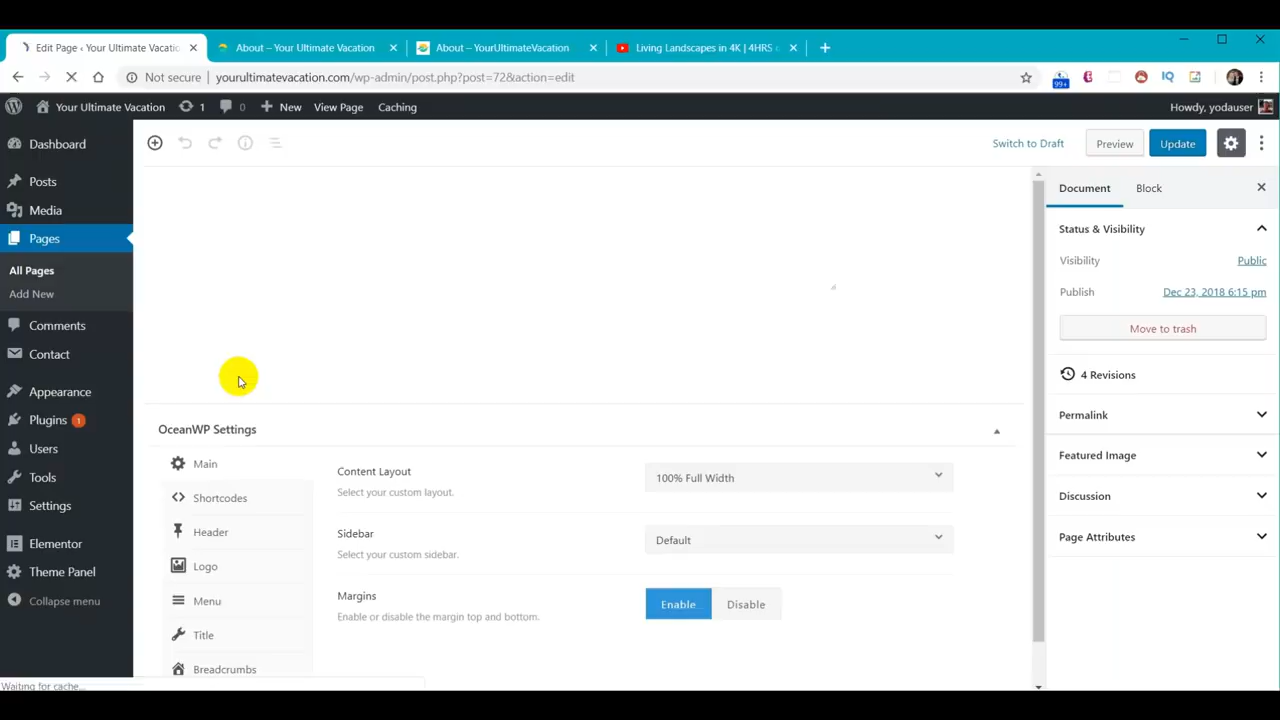 Edit Page ‹ Your Ultimate Vacatio
About – Your Ultimate Vacation
About – YourUltimateVacation
Living Landscapes in 4K | 4HRS
Not secure
yourultimatevacation.com/wp-admin/post.php?post=72&action=edit
99+
IQ
Your Ultimate Vacation
1
0
New
View Page
Caching
Howdy, yodauser
Dashboard
Posts
Media
Pages
All Pages
Add New
Comments
Contact
Appearance
Plugins 1
Users
Tools
Settings
Elementor
Theme Panel
Collapse menu
Switch to Draft
Preview
Update
Document
Block
Status & Visibility
Visibility
Public
Publish
Dec 23, 2018 6:15 pm
Move to trash
4 Revisions
Permalink
Featured Image
Discussion
Page Attributes
OceanWP Settings
Main
Shortcodes
Header
Logo
Menu
Title
Breadcrumbs
Content Layout
Select your custom layout.
100% Full Width
Sidebar
Select your custom sidebar.
Default
Margins
Enable or disable the margin top and bottom.
Enable
Disable
Waiting for cache...